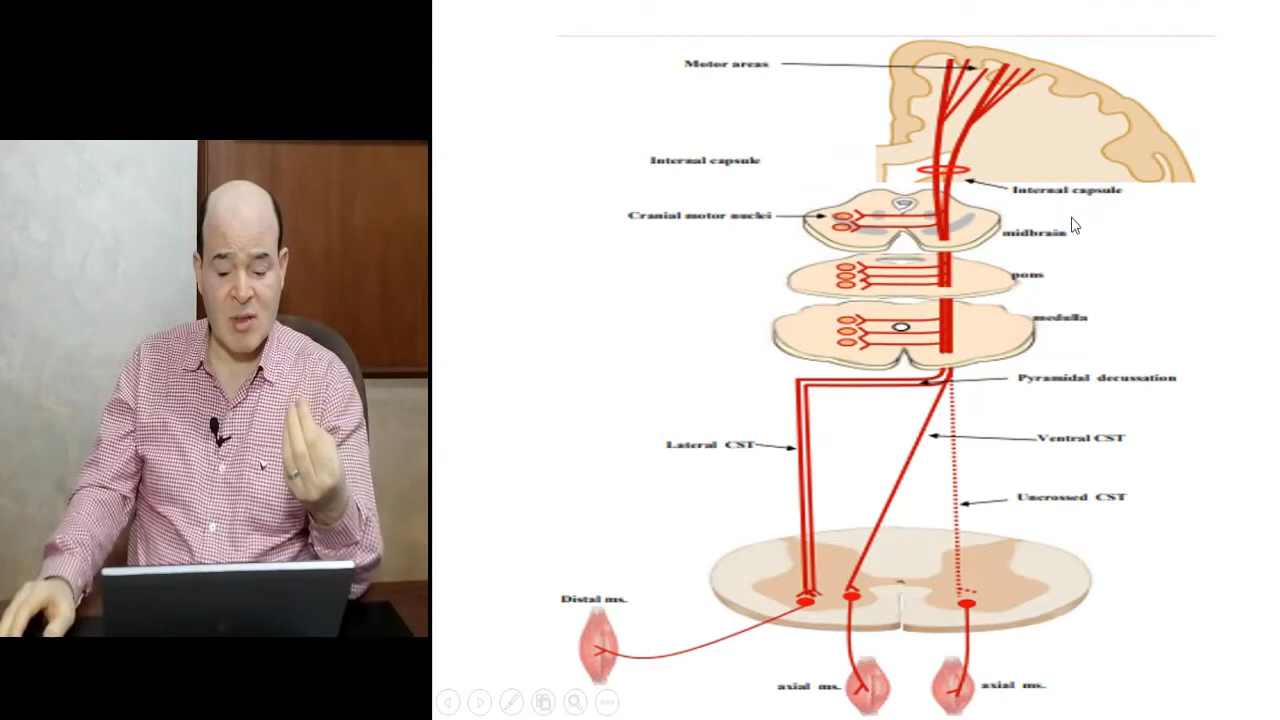 Motor areas
Internal capsule
Internal capsule
Cranial motor nuclei
midbrain
pons
medulla
Pyramidal decussation
Lateral CST
Ventral CST
Uncrossed CST
Distal ms.
axial ms.
axial ms.